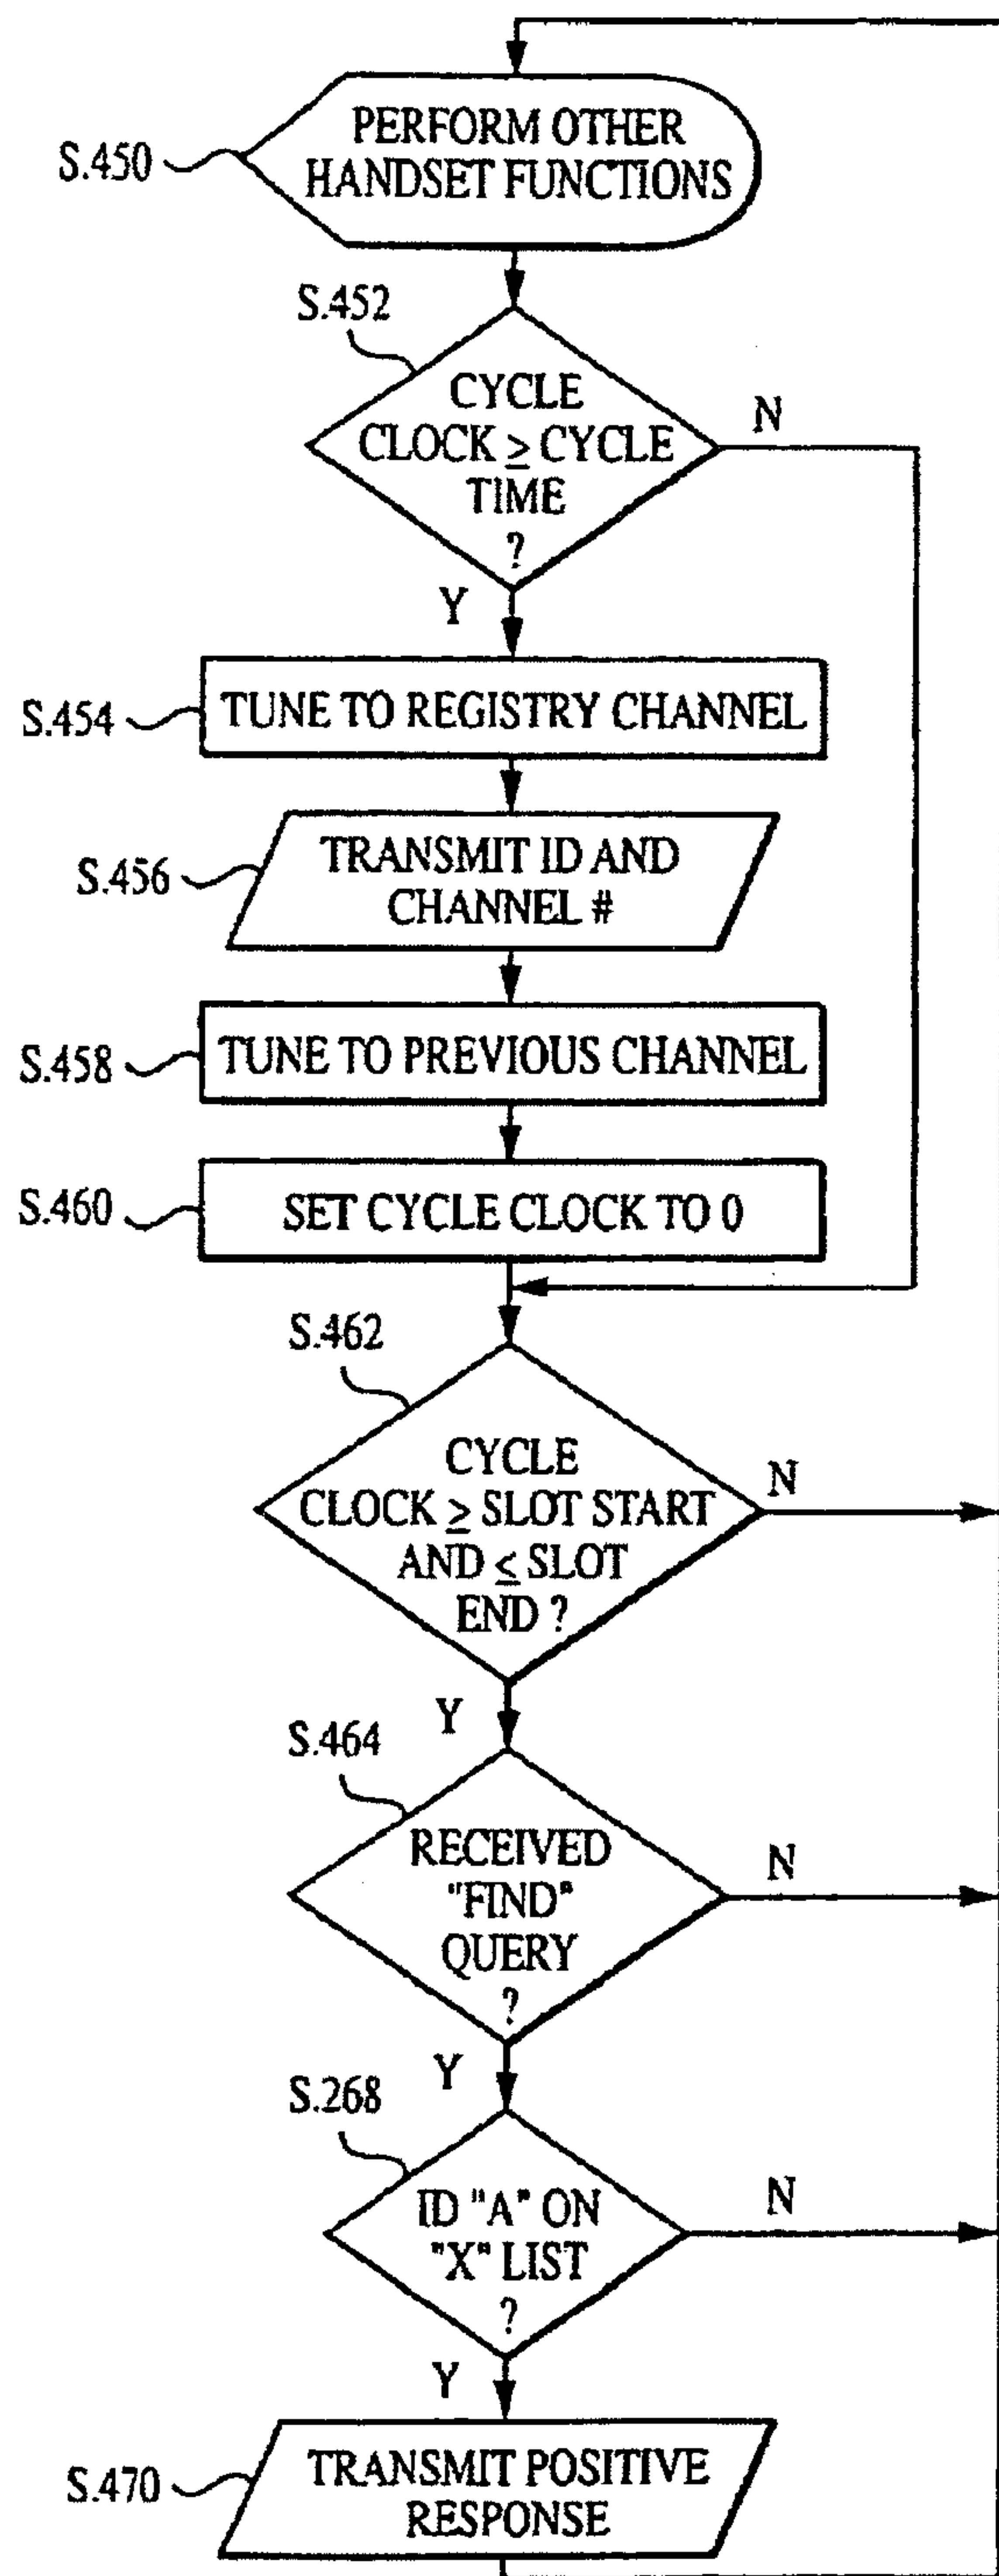 PERFORM OTHER
HANDSET FUNCTIONS
S.450
S.452
CYCLE
CLOCK ≥ CYCLE
TIME
?
N
Y
S.454
TUNE TO REGISTRY CHANNEL
S.456
TRANSMIT ID AND
CHANNEL #
S.458
TUNE TO PREVIOUS CHANNEL
S.460
SET CYCLE CLOCK TO 0
S.462
CYCLE
CLOCK ≥ SLOT START
AND ≤ SLOT
END ?
N
Y
S.464
RECEIVED
"FIND"
QUERY
?
N
Y
S.268
ID "A" ON
"X" LIST
?
N
Y
S.470
TRANSMIT POSITIVE
RESPONSE